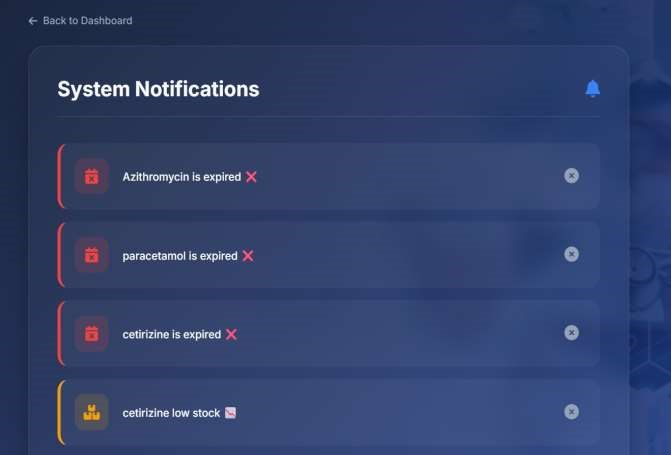 ← Back to Dashboard
System Notifications
Azithromycin is expired ❌
paracetamol is expired ❌
cetirizine is expired ❌
cetirizine low stock 📉